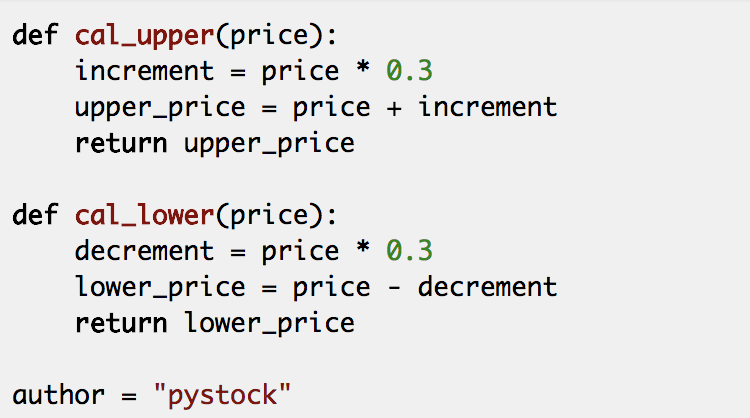 def cal_upper(price):
    increment = price * 0.3
    upper_price = price + increment
    return upper_price

def cal_lower(price):
    decrement = price * 0.3
    lower_price = price - decrement
    return lower_price

author = "pystock"